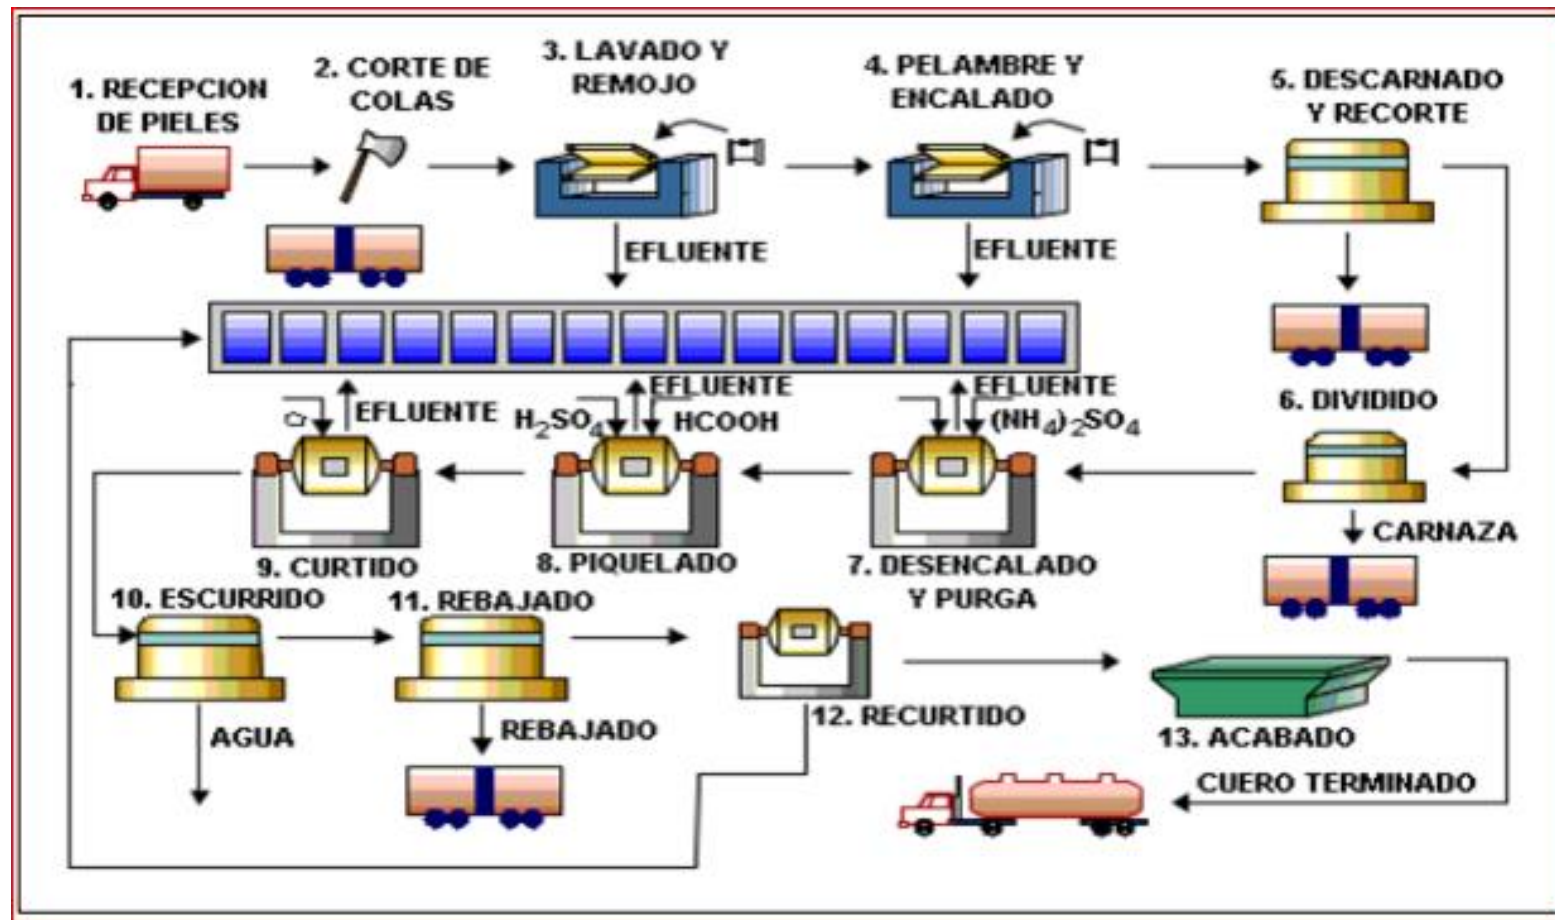 1. RECEPCION
DE PIELES
2. CORTE DE
COLAS
3. LAVADO Y
REMOJO
4. PELAMBRE Y
ENCALADO
5. DESCARNADO
Y RECORTE
EFLUENTE
EFLUENTE
EFLUENTE
EFLUENTE
EFLUENTE
H2SO4
HCOOH
(NH4)2SO4
6. DIVIDIDO
CARNAZA
9. CURTIDO
8. PIQUELADO
7. DESENCALADO
Y PURGA
10. ESCURRIDO
11. REBAJADO
AGUA
REBAJADO
12. RECURTIDO
13. ACABADO
CUERO TERMINADO